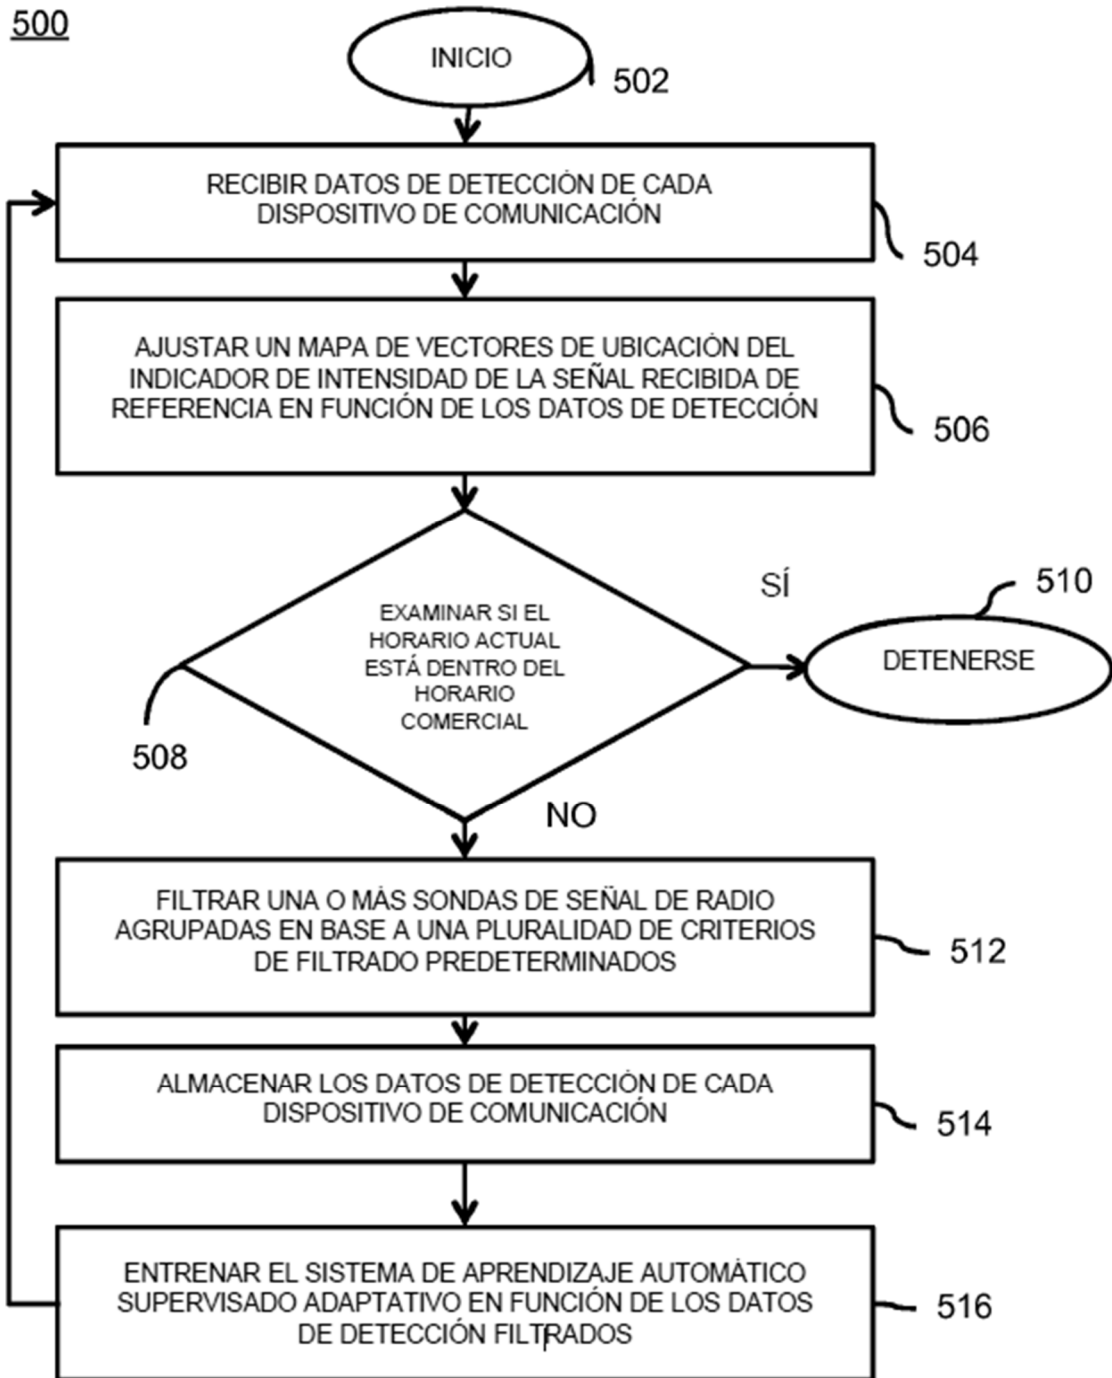 500
INICIO
502
RECIBIR DATOS DE DETECCIÓN DE CADA
DISPOSITIVO DE COMUNICACIÓN
504
AJUSTAR UN MAPA DE VECTORES DE UBICACIÓN DEL
INDICADOR DE INTENSIDAD DE LA SEÑAL RECIBIDA DE
REFERENCIA EN FUNCIÓN DE LOS DATOS DE DETECCIÓN
506
EXAMINAR SI EL
HORARIO ACTUAL
ESTÁ DENTRO DEL
HORARIO
COMERCIAL
508
SÍ
510
DETENERSE
NO
FILTRAR UNA O MÁS SONDAS DE SEÑAL DE RADIO
AGRUPADAS EN BASE A UNA PLURALIDAD DE CRITERIOS
DE FILTRADO PREDETERMINADOS
512
ALMACENAR LOS DATOS DE DETECCIÓN DE CADA
DISPOSITIVO DE COMUNICACIÓN
514
ENTRENAR EL SISTEMA DE APRENDIZAJE AUTOMÁTICO
SUPERVISADO ADAPTATIVO EN FUNCIÓN DE LOS DATOS
DE DETECCIÓN FILTRADOS
516